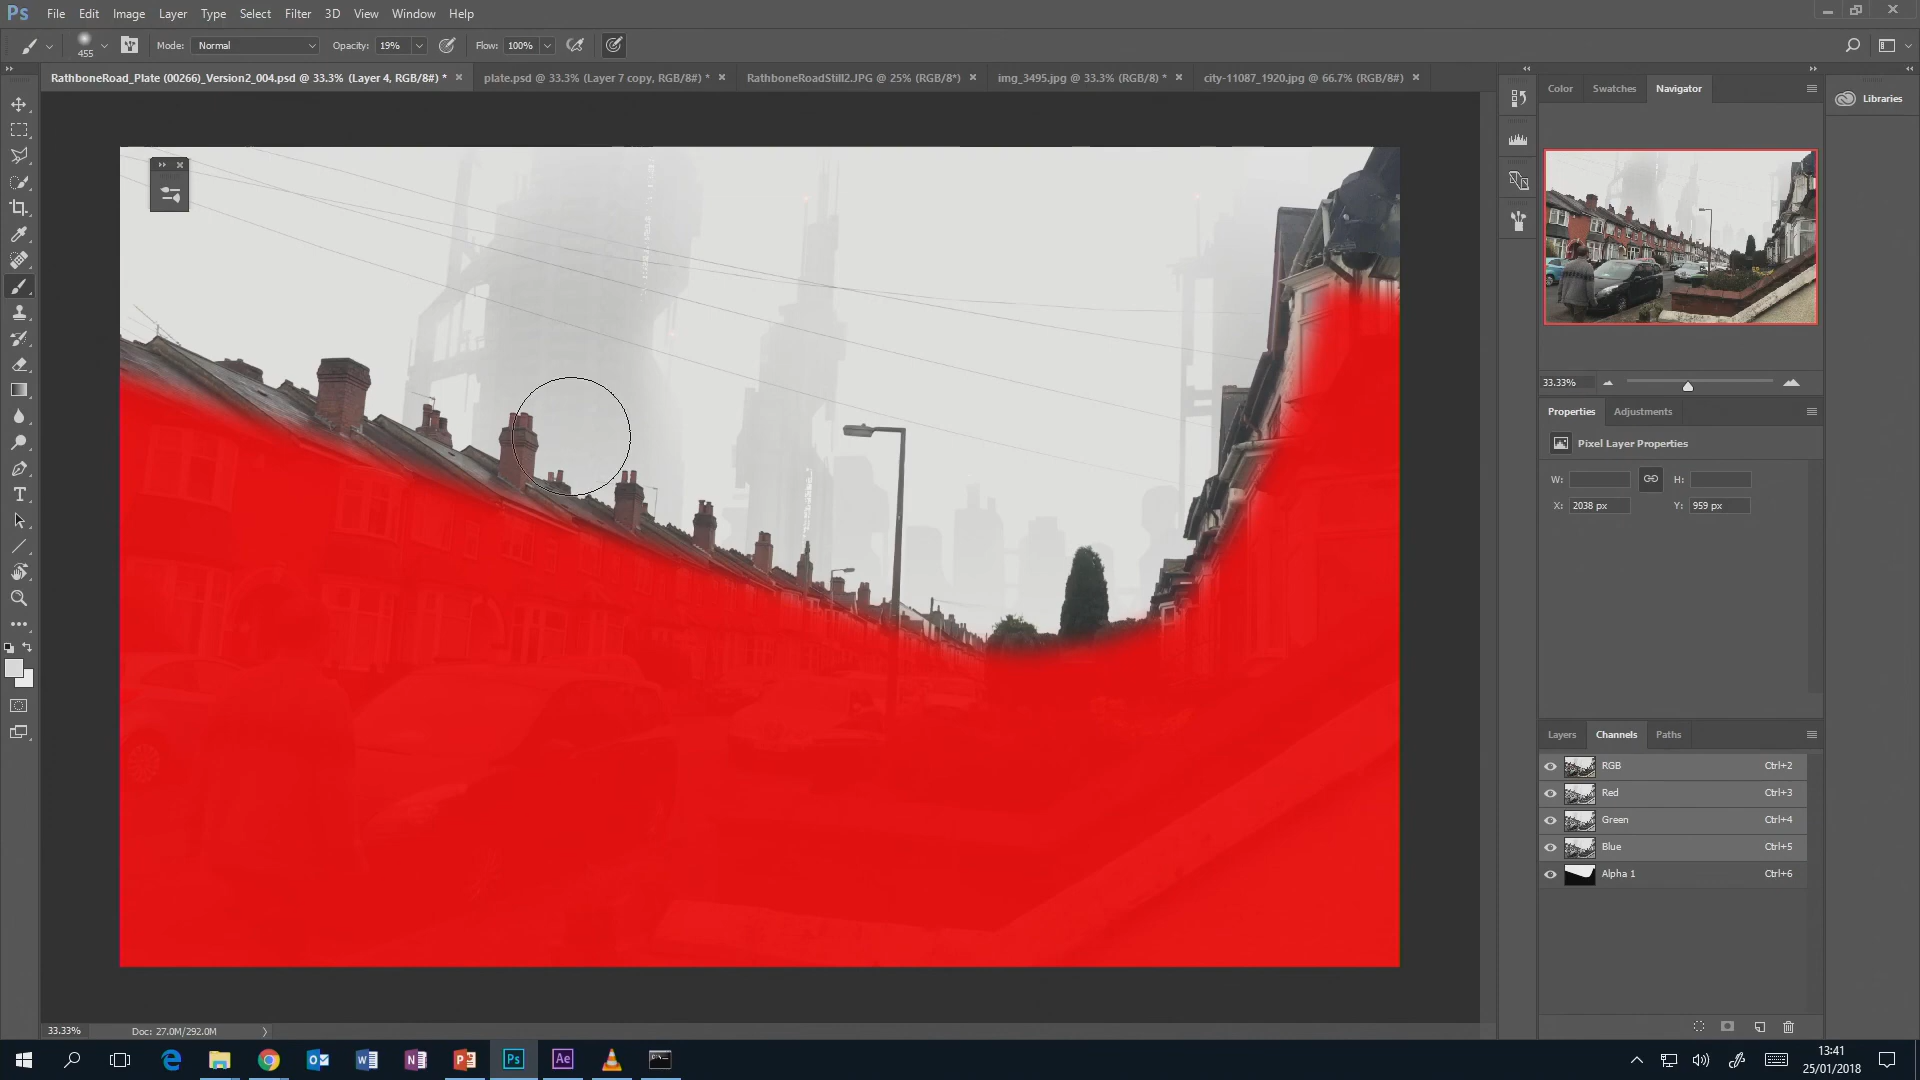 Ps File Edit Image Layer Type Select Filter 3D View Window Help
455 Mode: Normal Opacity: 19% Flow: 100%
RathboneRoad_Plate (00266)_Version2_004.psd @ 33.3% (Layer 4, RGB/8#) * × plate.psd @ 33.3% (Layer 7 copy, RGB/8#) * × RathboneRoadStill2.JPG @ 25% (RGB/8*) × img_3495.jpg @ 33.3% (RGB/8) * × city-11087_1920.jpg @ 66.7% (RGB/8#) ×
Color Swatches Navigator
Libraries
33.33%
Properties Adjustments
Pixel Layer Properties
W: H:
X: 2038 px Y: 959 px
Layers Channels Paths
RGB Ctrl+2
Red Ctrl+3
Green Ctrl+4
Blue Ctrl+5
Alpha 1 Ctrl+6
33.33% Doc: 27.0M/292.0M
Ps Ae
13:41
25/01/2018